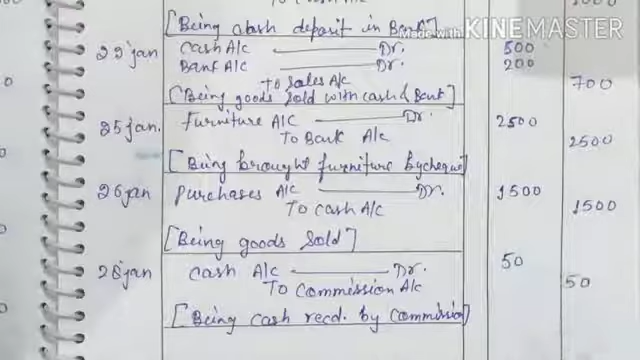 [Being cash deposit in Bank]
Made with KINEMASTER
22 jan Cash A/c Dr. 500
Bank A/c Dr. 200
To Sales A/c 700
[Being goods sold with cash & Bank]
25 jan. furniture A/c Dr. 2500
To Bank A/c 2500
[Being brought furniture by cheque]
26 jan purchases A/c Dr. 1500
To cash A/c 1500
[Being goods sold]
28 jan cash A/c Dr. 50
To Commission A/c 50
[Being cash recd. by Commission]